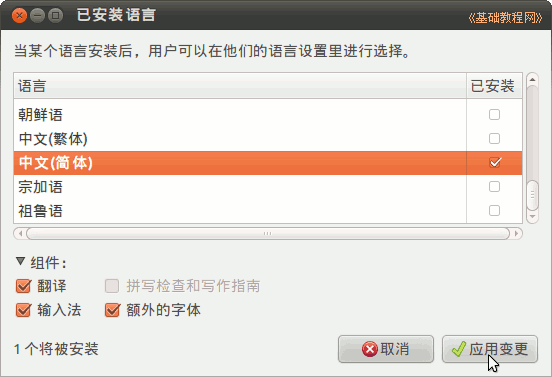 已安装语言
《基础教程网》
当某个语言安装后，用户可以在他们的语言设置里进行选择。
语言 已安装
朝鲜语
中文(繁体)
中文(简体)
宗加语
祖鲁语
组件：
翻译 拼写检查和写作指南
输入法 额外的字体
1 个将被安装 取消 应用变更